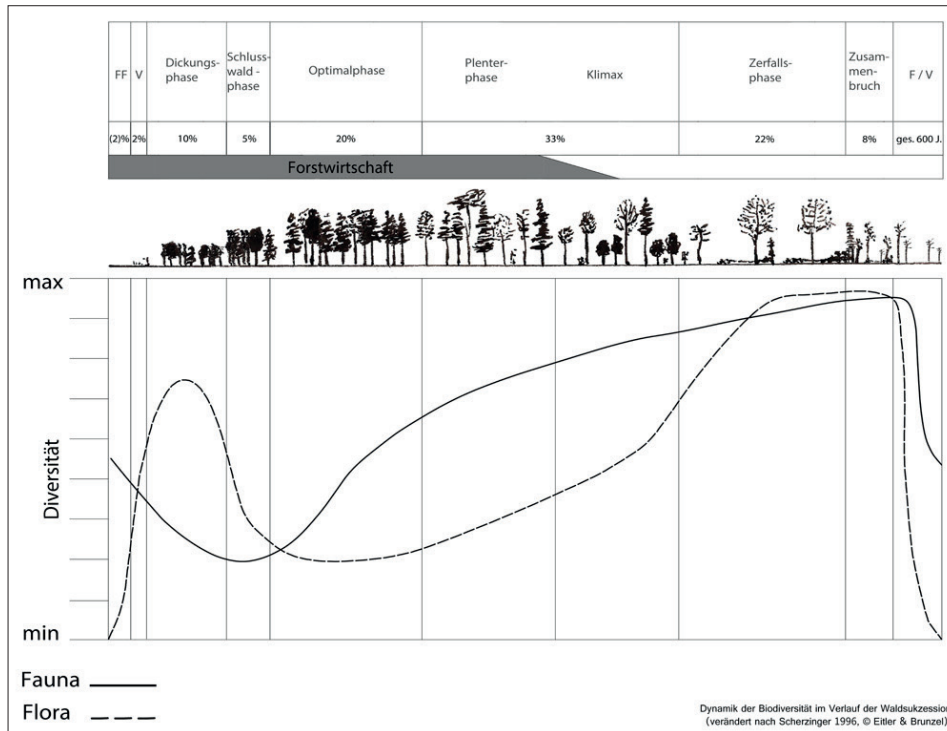 FF V Dickungs-
phase Schluss-
wald -
phase Optimalphase Plenter-
phase Klimax Zerfalls-
phase Zusam-
menbruch F / V
(2)% 2% 10% 5% 20% 33% 22% 8% ges. 600 J.
Forstwirtschaft
max
Diversität
min
Fauna
Flora
Dynamik der Biodiversität im Verlauf der Waldsukzession
(verändert nach Scherzinger 1996, © Eitler & Brunzel)